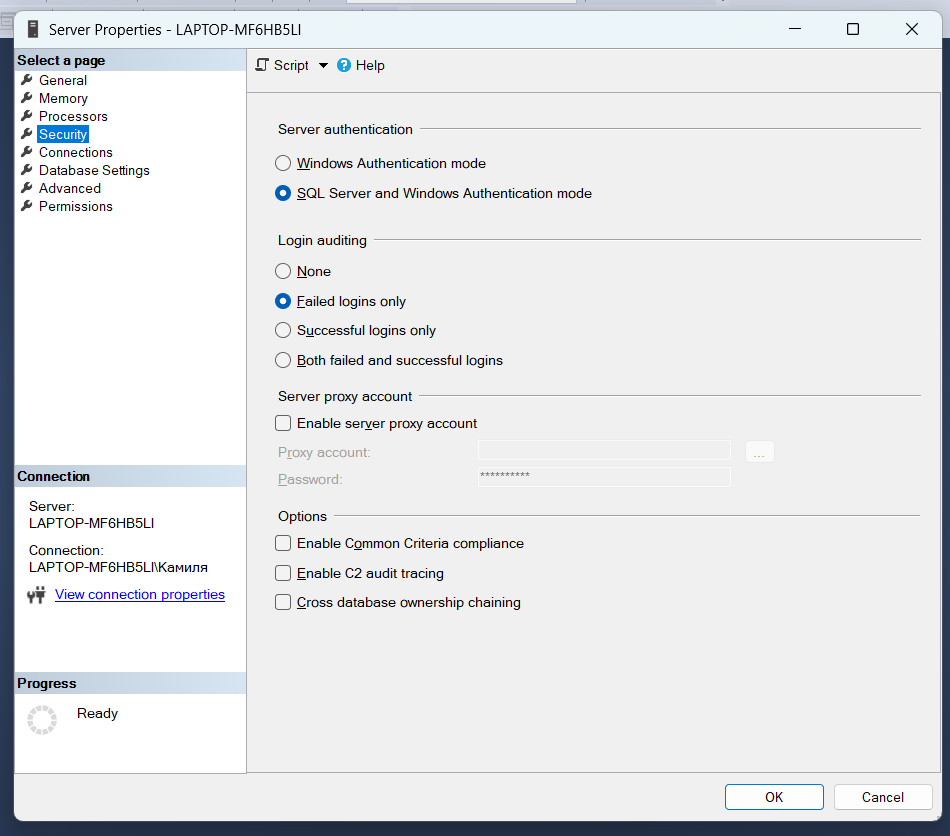 Server Properties - LAPTOP-MF6HB5LI
Select a page
General
Memory
Processors
Security
Connections
Database Settings
Advanced
Permissions
Connection
Server:
LAPTOP-MF6HB5LI
Connection:
LAPTOP-MF6HB5LI\Камиля
View connection properties
Progress
Ready
Script
Help
Server authentication
Windows Authentication mode
SQL Server and Windows Authentication mode
Login auditing
None
Failed logins only
Successful logins only
Both failed and successful logins
Server proxy account
Enable server proxy account
Proxy account:
...
Password: **********
Options
Enable Common Criteria compliance
Enable C2 audit tracing
Cross database ownership chaining
OK
Cancel